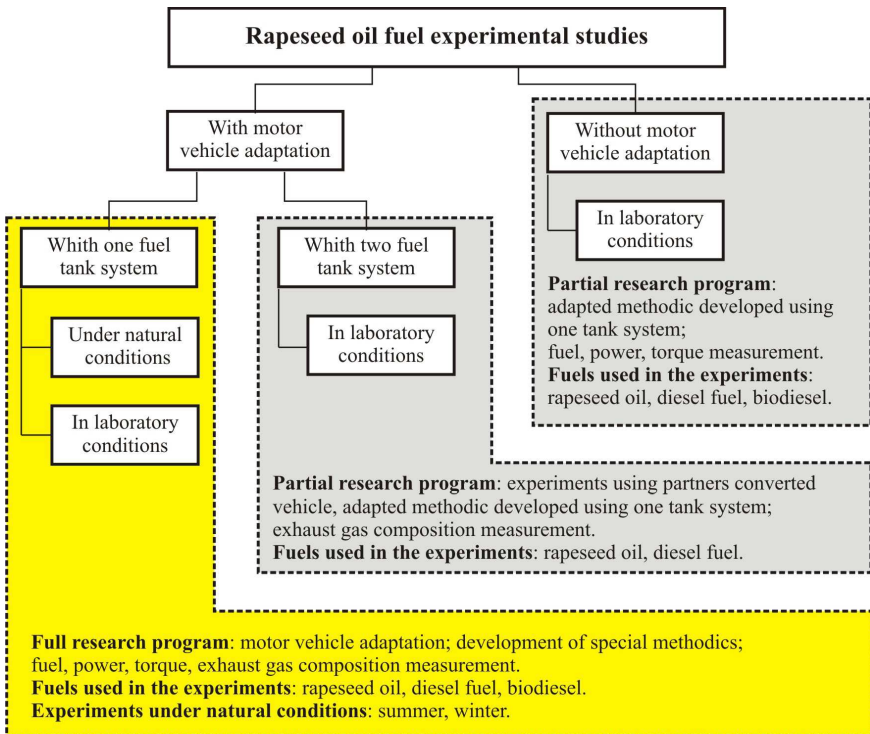 Rapeseed oil fuel experimental studies
With motor
vehicle adaptation
Without motor
vehicle adaptation
In laboratory
conditions
Partial research program:
adapted methodic developed using
one tank system;
fuel, power, torque measurement.
Fuels used in the experiments:
rapeseed oil, diesel fuel, biodiesel.
Whith one fuel
tank system
Under natural
conditions
In laboratory
conditions
Whith two fuel
tank system
In laboratory
conditions
Partial research program: experiments using partners converted
vehicle, adapted methodic developed using one tank system;
exhaust gas composition measurement.
Fuels used in the experiments: rapeseed oil, diesel fuel.
Full research program: motor vehicle adaptation; development of special methodics;
fuel, power, torque, exhaust gas composition measurement.
Fuels used in the experiments: rapeseed oil, diesel fuel, biodiesel.
Experiments under natural conditions: summer, winter.